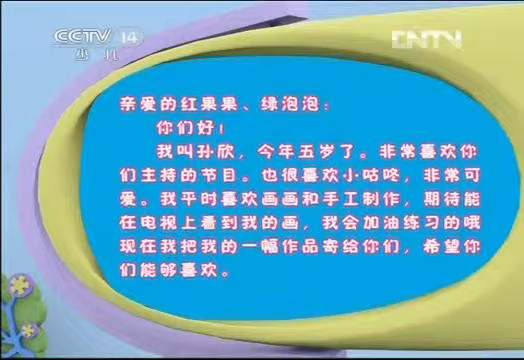 CCTV 14
少儿
CNTV
亲爱的红果果、绿泡泡：
你们好！
我叫孙欣，今年五岁了。非常喜欢你
们主持的节目。也很喜欢小咕咚，非常可
爱。我平时喜欢画画和手工制作，期待能
在电视上看到我的画，我会加油练习的哦
现在我把我的一幅作品寄给你们，希望你
们能够喜欢。